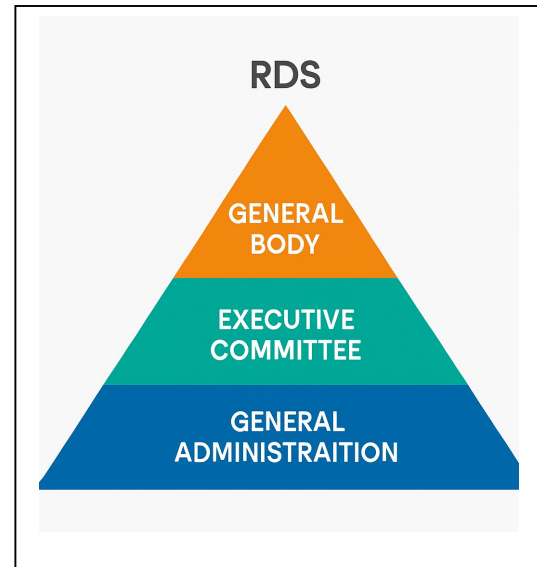 RDS
GENERAL
BODY
EXECUTIVE
COMMITTEE
GENERAL
ADMINISTRAITION